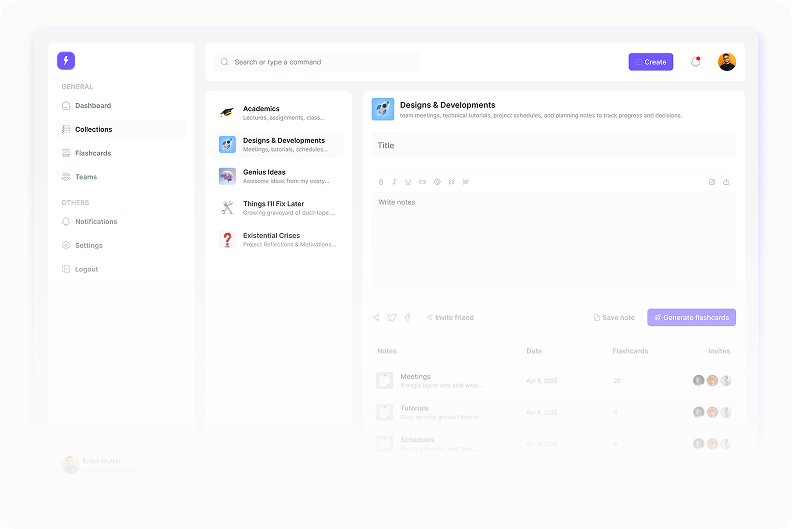 Search or type a command
Create
GENERAL
Dashboard
Collections
Flashcards
Teams
OTHERS
Notifications
Settings
Logout
Academics
Lectures, assignments, class...
Designs & Developments
Meetings, tutorials, schedules...
Genius Ideas
Awesome ideas from my every...
Things I'll Fix Later
Growing graveyard of duct-tape....
Existential Crises
Project Reflections & Motivations...
Designs & Developments
team meetings, technical tutorials, project schedules, and planning notes to track progress and decisions.
Title
B I U
Write notes
Invite friend
Save note
Generate flashcards
Notes Date Flashcards Invites
Meetings
A magic log of who said what...
Apr 9, 2025 20
Tutorials
Step-by-step guides I
Apr 9, 2025 5
Schedules
Apr 9, 2025
Brian Muller